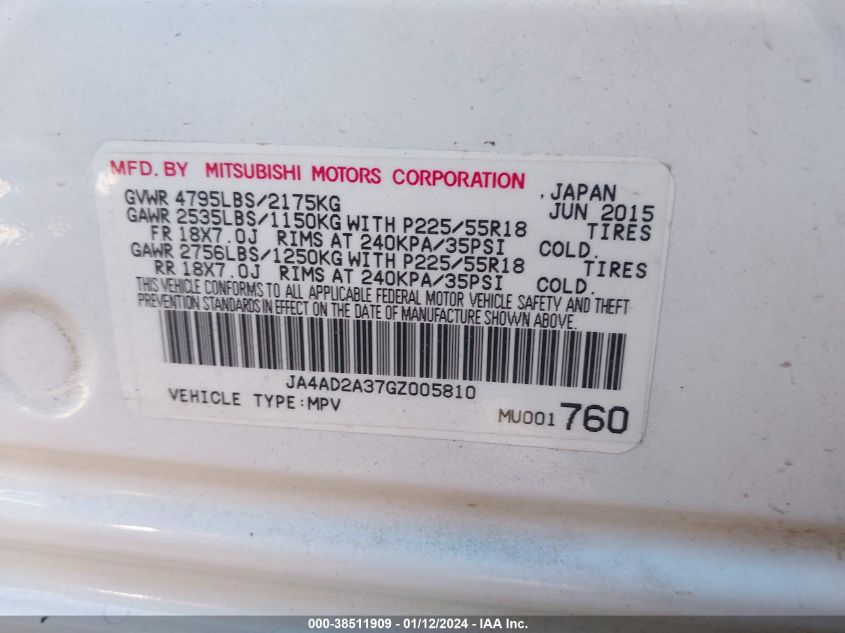 MFD. BY MITSUBISHI MOTORS CORPORATION , JAPAN
GVWR 4795LBS/2175KG JUN 2015
GAWR 2535LBS/1150KG WITH P225/55R18 TIRES
FR 18X7.0J RIMS AT 240KPA/35PSI COLD.
GAWR 2756LBS/1250KG WITH P225/55R18 TIRES
RR 18X7.0J RIMS AT 240KPA/35PSI COLD.
THIS VEHICLE CONFORMS TO ALL APPLICABLE FEDERAL MOTOR VEHICLE SAFETY AND THEFT
PREVENTION STANDARDS IN EFFECT ON THE DATE OF MANUFACTURE SHOWN ABOVE.
JA4AD2A37GZ005810
VEHICLE TYPE:MPV MU001 760
000-38511909 - 01/12/2024 - IAA Inc.